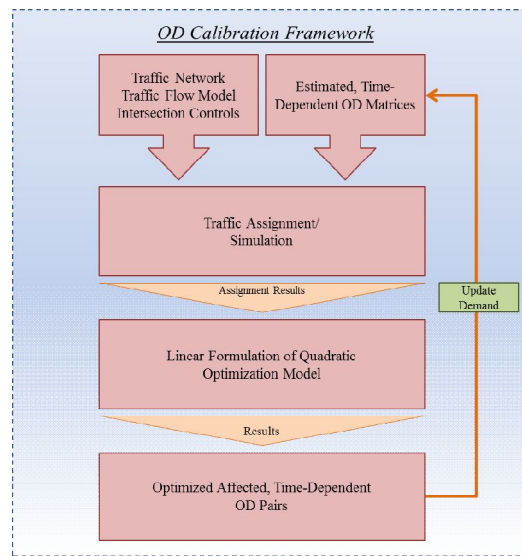 OD Calibration Framework
Traffic Network
Traffic Flow Model
Intersection Controls
Estimated, Time-
Dependent OD Matrices
Traffic Assignment/
Simulation
Assignment Results
Update
Demand
Linear Formulation of Quadratic
Optimization Model
Results
Optimized Affected, Time-Dependent
OD Pairs